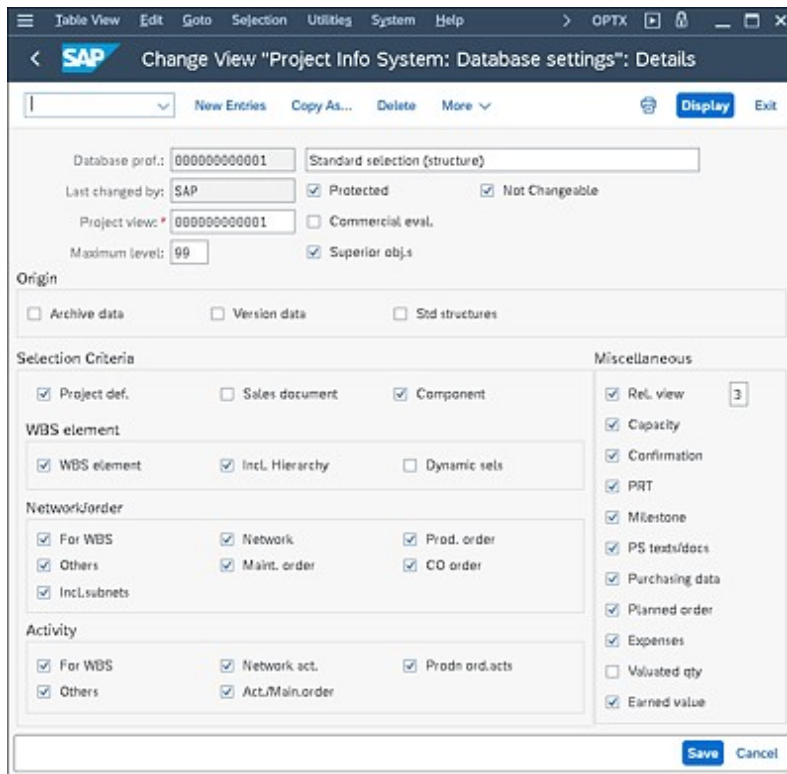 Table View Edit Goto Selection Utilities System Help OPTX
SAP Change View "Project Info System: Database settings": Details
New Entries Copy As... Delete More Display Exit
Database prof.: 000000000001 Standard selection (structure)
Last changed by: SAP Protected Not Changeable
Project view: * 000000000001 Commercial eval.
Maximum level: 99 Superior obj.s
Origin
Archive data Version data Std structures
Selection Criteria Miscellaneous
Project def. Sales document Component Rel. view 3
WBS element Capacity
WBS element Incl. Hierarchy Dynamic sels Confirmation
PRT
Network/order Milestone
For WBS Network Prod. order PS texts/docs
Others Maint. order CO order Purchasing data
Incl.subnets Planned order
Activity Expenses
For WBS Network act. Prodn ord.acts Valuated qty
Others Act./Main.order Earned value
Save Cancel